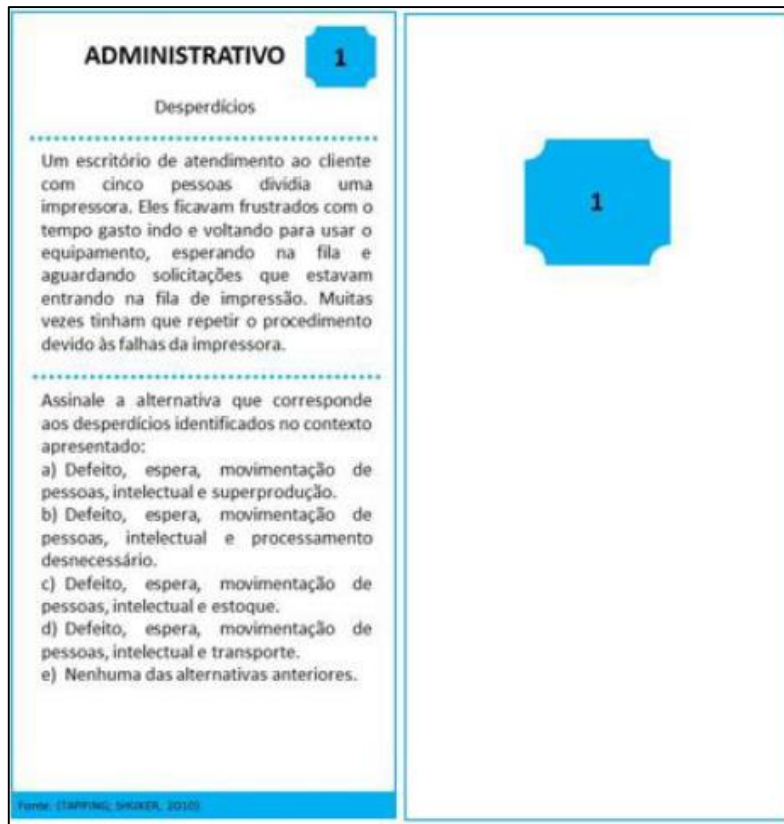 ADMINISTRATIVO
1
Desperdícios
Um escritório de atendimento ao cliente
com cinco pessoas dividia uma
impressora. Eles ficavam frustrados com o
tempo gasto indo e voltando para usar o
equipamento, esperando na fila e
aguardando solicitações que estavam
entrando na fila de impressão. Muitas
vezes tinham que repetir o procedimento
devido às falhas da impressora.
Assinale a alternativa que corresponde
aos desperdícios identificados no contexto
apresentado:
a) Defeito, espera, movimentação de
pessoas, intelectual e superprodução.
b) Defeito, espera, movimentação de
pessoas, intelectual e processamento
desnecessário.
c) Defeito, espera, movimentação de
pessoas, intelectual e estoque.
d) Defeito, espera, movimentação de
pessoas, intelectual e transporte.
e) Nenhuma das alternativas anteriores.
Fonte: (TAPPING; SHUKER, 2010)
1